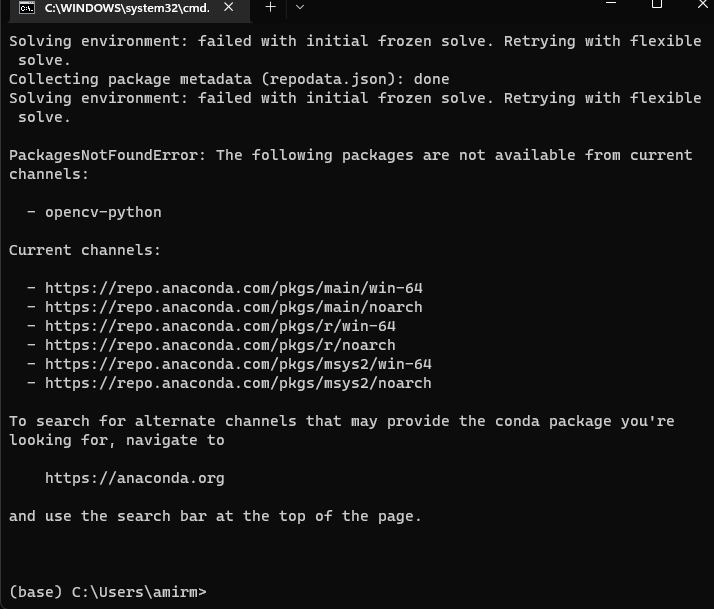 C:\WINDOWS\system32\cmd.
Solving environment: failed with initial frozen solve. Retrying with flexible
solve.
Collecting package metadata (repodata.json): done
Solving environment: failed with initial frozen solve. Retrying with flexible
solve.
PackagesNotFoundError: The following packages are not available from current
channels:
- opencv-python
Current channels:
- https://repo.anaconda.com/pkgs/main/win-64
- https://repo.anaconda.com/pkgs/main/noarch
- https://repo.anaconda.com/pkgs/r/win-64
- https://repo.anaconda.com/pkgs/r/noarch
- https://repo.anaconda.com/pkgs/msys2/win-64
- https://repo.anaconda.com/pkgs/msys2/noarch
To search for alternate channels that may provide the conda package you're
looking for, navigate to
https://anaconda.org
and use the search bar at the top of the page.
(base) C:\Users\amirm>